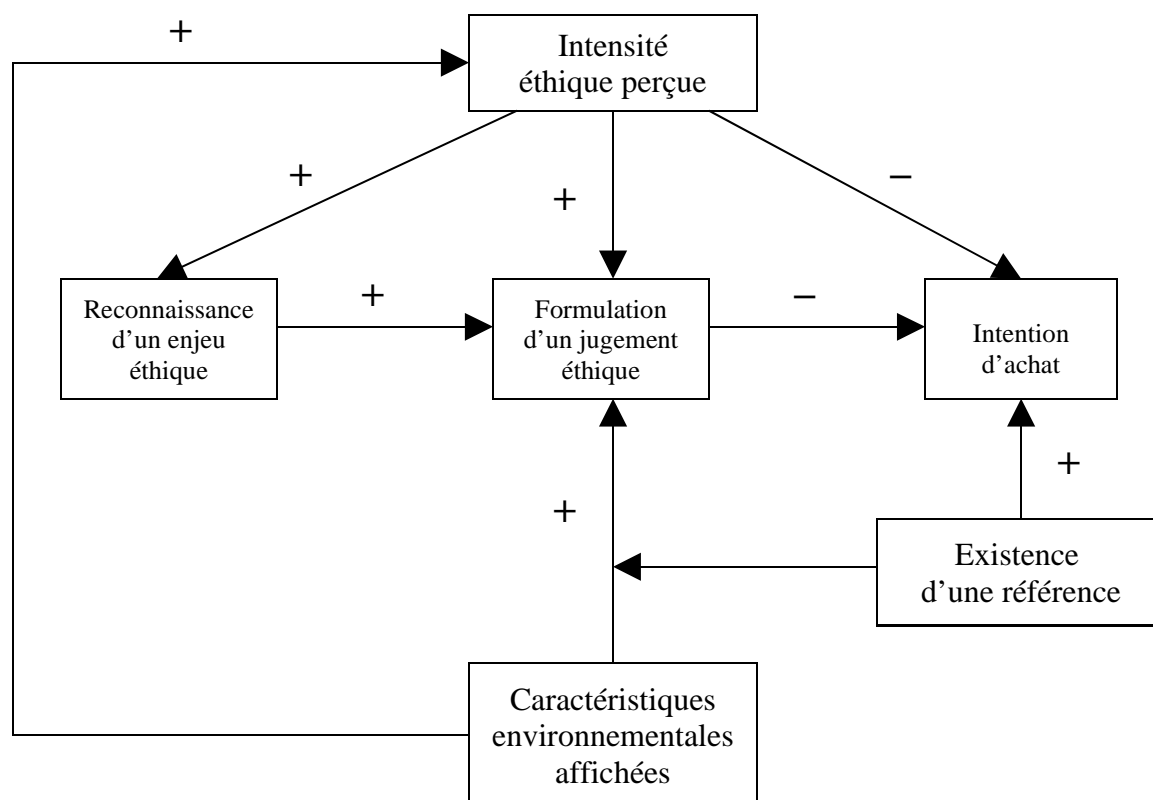 +
Intensité
éthique perçue
+
+
–
Reconnaissance
d’un enjeu
éthique
+
Formulation
d’un jugement
éthique
–
Intention
d’achat
+
+
Existence
d’une référence
Caractéristiques
environnementales
affichées